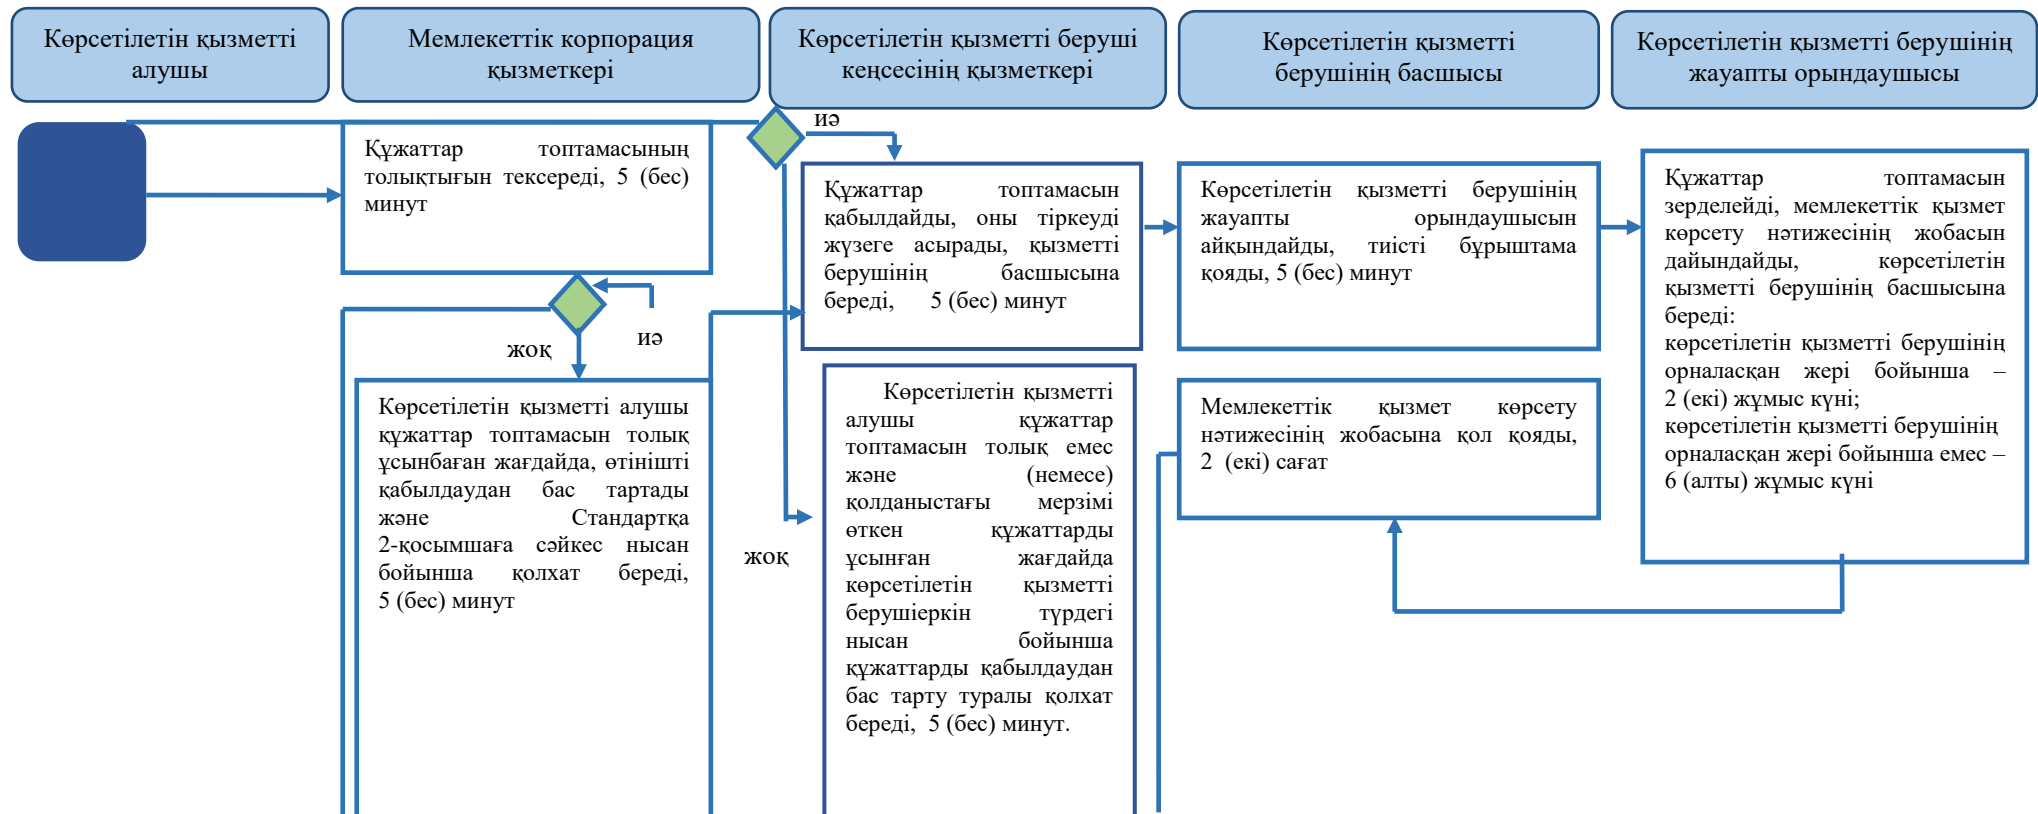 Көрсетілетін қызметті
алушы
Мемлекеттік корпорация
қызметкері
Көрсетілетін қызметті беруші
кеңсесінің қызметкері
Көрсетілетін қызметті
берушінің басшысы
Көрсетілетін қызметті берушінің
жауапты орындаушысы
Құжаттар топтамасының
толықтығын тексереді, 5 (бес)
минут
иә
жоқ
Көрсетілетін қызметті алушы
құжаттар топтамасын толық
ұсынбаған жағдайда, өтінішті
қабылдаудан бас тартады
және Стандартқа
2-қосымшаға сәйкес нысан
бойынша қолхат береді,
5 (бес) минут
иә
Құжаттар топтамасын
қабылдайды, оны тіркеуді
жүзеге асырады, қызметті
берушінің басшысына
береді, 5 (бес) минут
жоқ
Көрсетілетін қызметті
алушы құжаттар
топтамасын толық емес
және (немесе)
қолданыстағы мерзімі
өткен құжаттарды
ұсынған жағдайда
көрсетілетін қызметті
берушіеркін түрдегі
нысан бойынша
құжаттарды қабылдаудан
бас тарту туралы қолхат
береді, 5 (бес) минут.
Көрсетілетін қызметті берушінің
жауапты орындаушысын
айқындайды, тиісті бұрыштама
қояды, 5 (бес) минут
Мемлекеттік қызмет көрсету
нәтижесінің жобасына қол қояды,
2 (екі) сағат
Құжаттар топтамасын
зерделейді, мемлекеттік қызмет
көрсету нәтижесінің жобасын
дайындайды, көрсетілетін
қызметті берушінің басшысына
береді:
көрсетілетін қызметті берушінің
орналасқан жері бойынша –
2 (екі) жұмыс күні;
көрсетілетін қызметті берушінің
орналасқан жері бойынша емес –
6 (алты) жұмыс күні